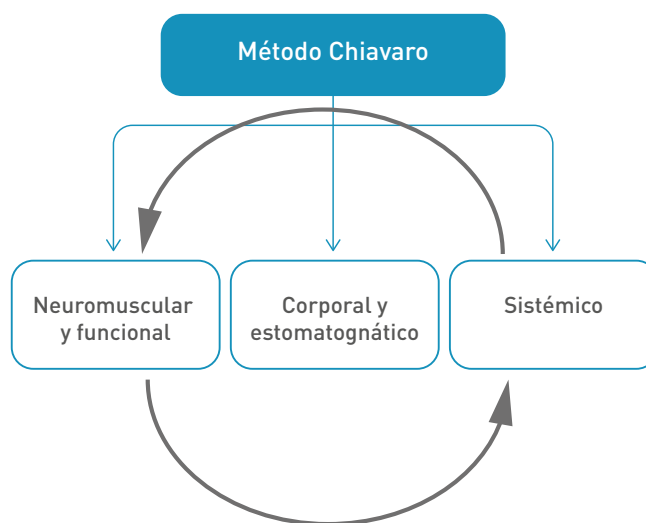 Método Chiavaro
Neuromuscular
y funcional
Corporal y
estomatognático
Sistémico